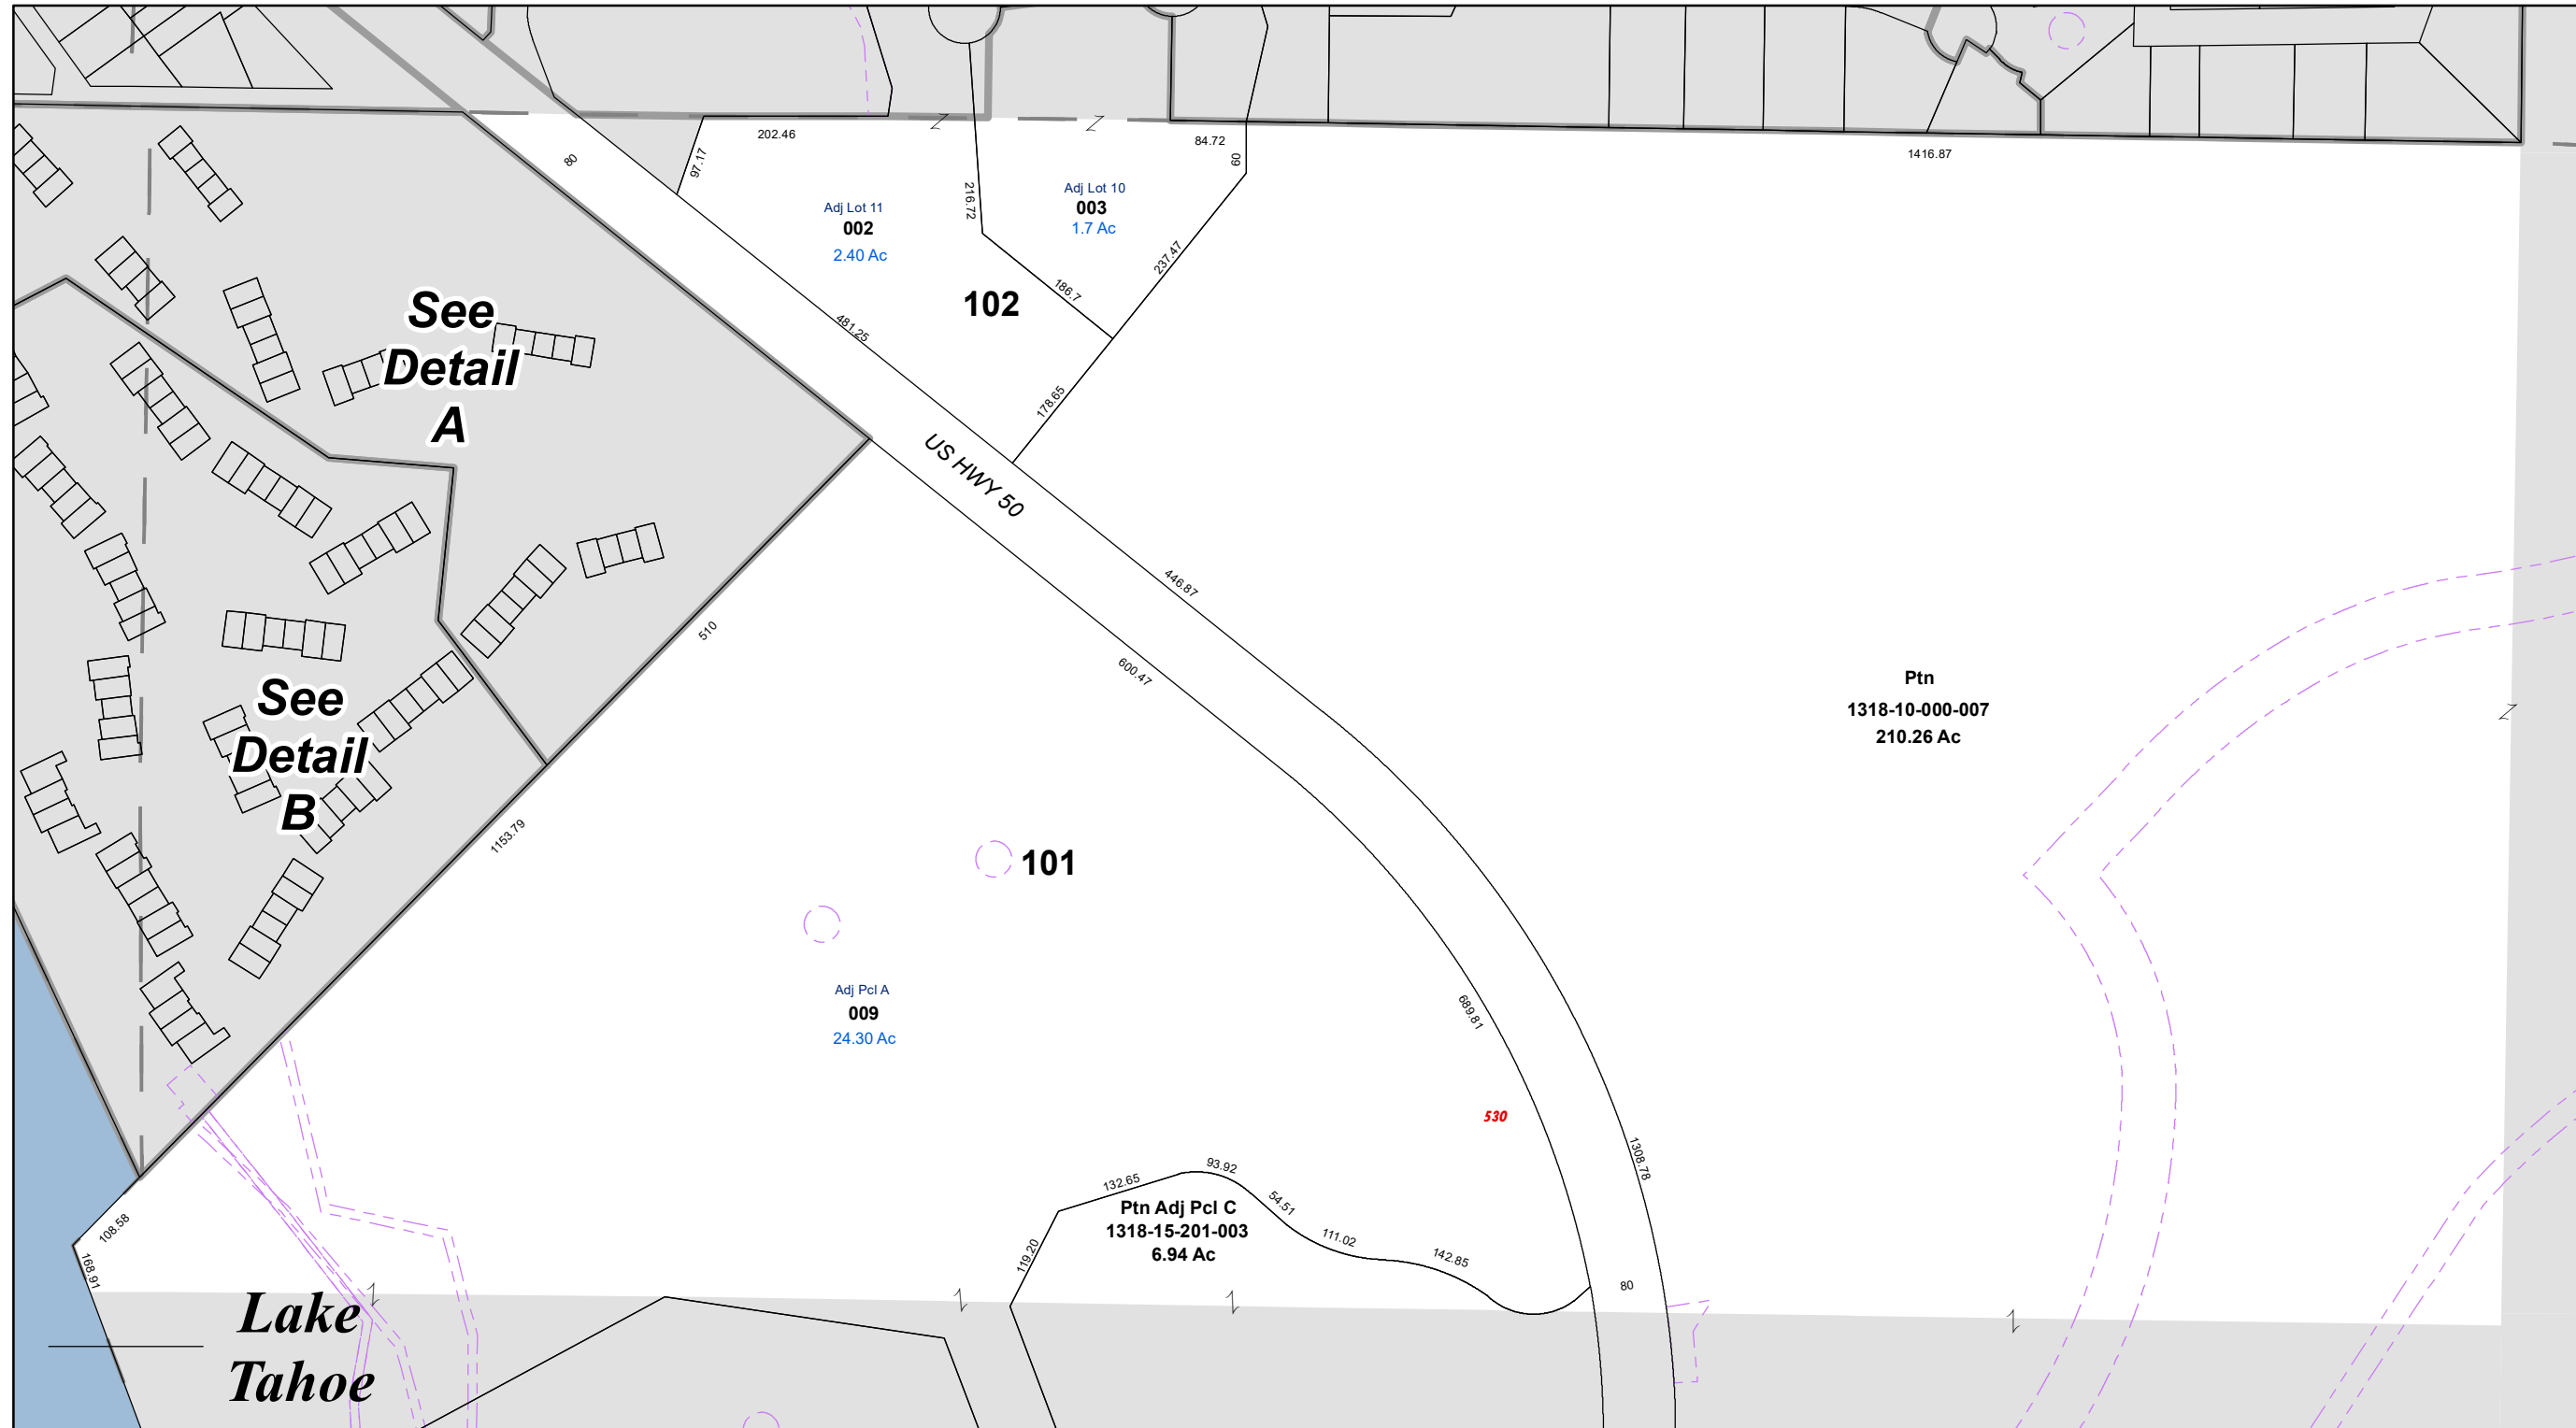 202.46
84.72
60
1416.87
80
97.17
216.72
Adj Lot 11
002
2.40 Ac
Adj Lot 10
003
1.7 Ac
237.47
186.7
102
See
Detail
A
481.25
178.65
US HWY 50
446.87
510
600.47
Ptn
1318-10-000-007
210.26 Ac
See
Detail
B
1153.79
101
Adj Pcl A
009
24.30 Ac
689.81
530
1308.78
93.92
132.65
54.51
Ptn Adj Pcl C
1318-15-201-003
6.94 Ac
111.02
142.85
119.20
108.58
168.91
80
Lake
Tahoe